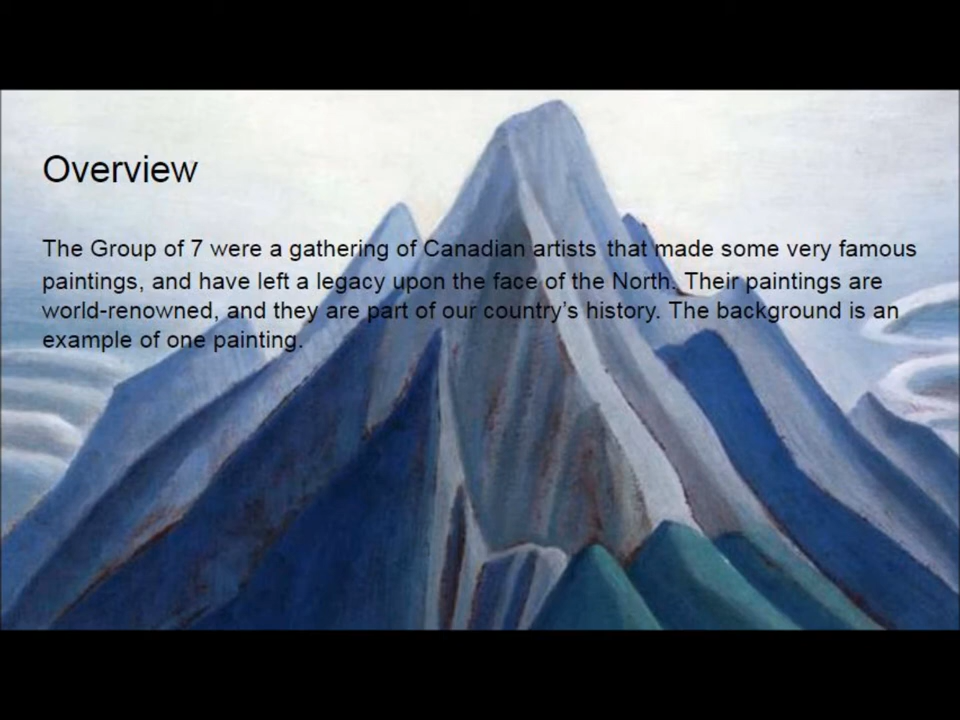 Overview
The Group of 7 were a gathering of Canadian artists that made some very famous
paintings, and have left a legacy upon the face of the North. Their paintings are
world-renowned, and they are part of our country’s history. The background is an
example of one painting.